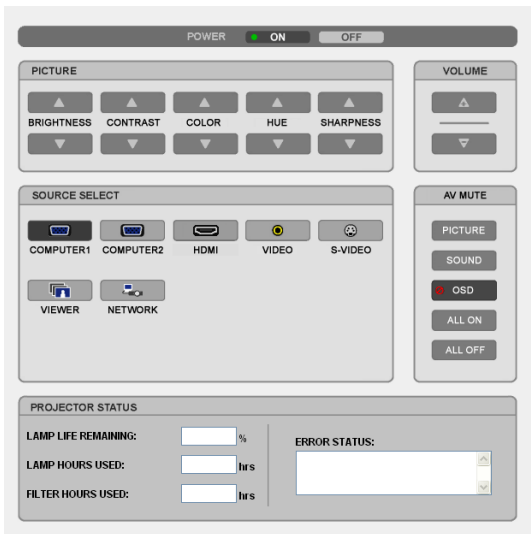 POWER ON OFF
PICTURE
BRIGHTNESS CONTRAST COLOR HUE SHARPNESS
VOLUME
SOURCE SELECT
COMPUTER1 COMPUTER2 HDMI VIDEO S-VIDEO
VIEWER NETWORK
AV MUTE
PICTURE
SOUND
OSD
ALL ON
ALL OFF
PROJECTOR STATUS
LAMP LIFE REMAINING: %
LAMP HOURS USED: hrs
FILTER HOURS USED: hrs
ERROR STATUS: